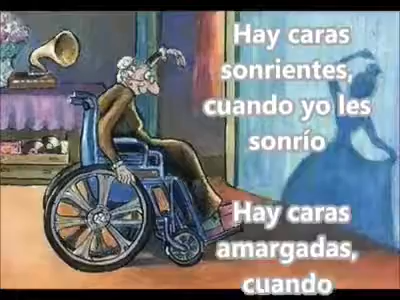 Hay caras
sonrientes,
cuando yo les
sonrío
Hay caras
amargadas,
cuando